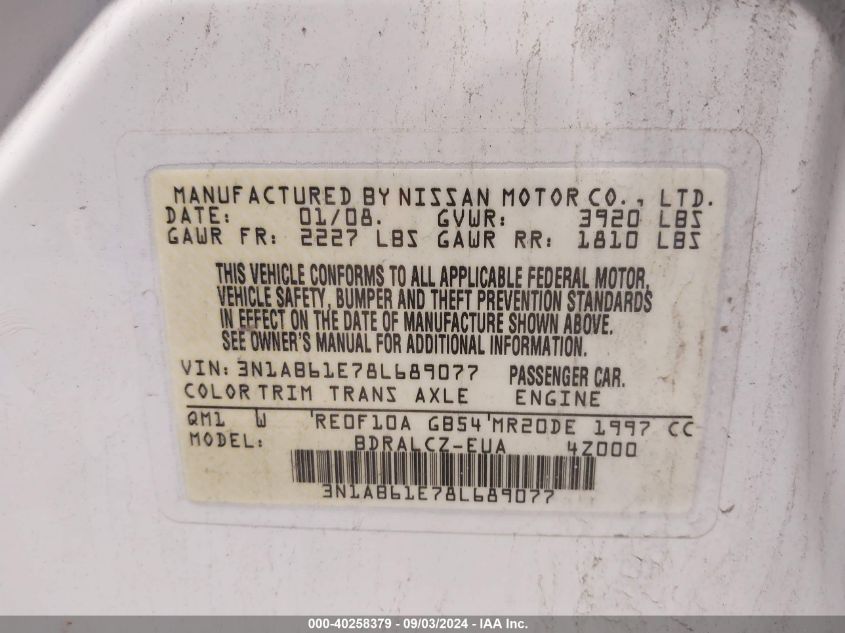 MANUFACTURED BY NISSAN MOTOR CO., LTD.
DATE: 01/08. GVWR: 3920 LBS
GAWR FR: 2227 LBS GAWR RR: 1810 LBS
THIS VEHICLE CONFORMS TO ALL APPLICABLE FEDERAL MOTOR,
VEHICLE SAFETY, BUMPER AND THEFT PREVENTION STANDARDS
IN EFFECT ON THE DATE OF MANUFACTURE SHOWN ABOVE.
SEE OWNER'S MANUAL FOR ADDITIONAL INFORMATION.
VIN: 3N1AB61E78L689077 PASSENGER CAR.
COLOR TRIM TRANS AXLE ENGINE
QM1 W 'RE0F10A GB54 'MR20DE 1997 CC
MODEL: BDRALCZ-EUA 4Z000
3N1AB61E78L689077
000-40258379 - 09/03/2024 - IAA Inc.